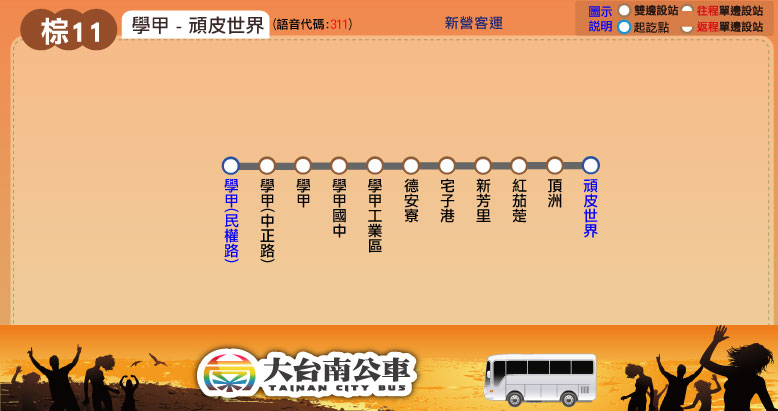 棕11
學甲 - 頑皮世界
(語音代碼:311)
新營客運
圖示說明
雙邊設站
往程單邊設站
起訖點
返程單邊設站
學甲(民權路)
學甲(中正路)
學甲
學甲國中
學甲工業區
德安寮
宅子港
新芳里
紅茄萣
頂洲
頑皮世界
大台南公車
TAINAN CITY BUS